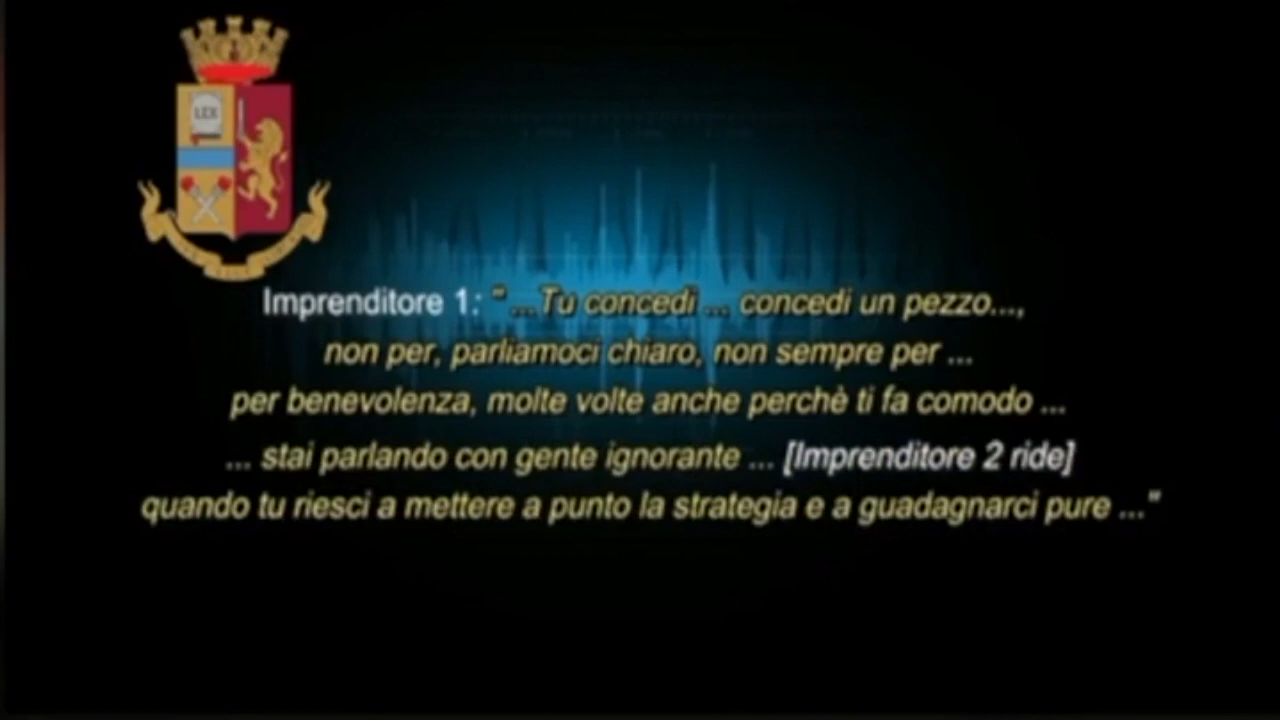 LEX
Imprenditore 1: " ...Tu concedi ... concedi un pezzo...,
non per, parliamoci chiaro, non sempre per ...
per benevolenza, molte volte anche perchè ti fa comodo ...
... stai parlando con gente ignorante ... [Imprenditore 2 ride]
quando tu riesci a mettere a punto la strategia e a guadagnarci pure ..."